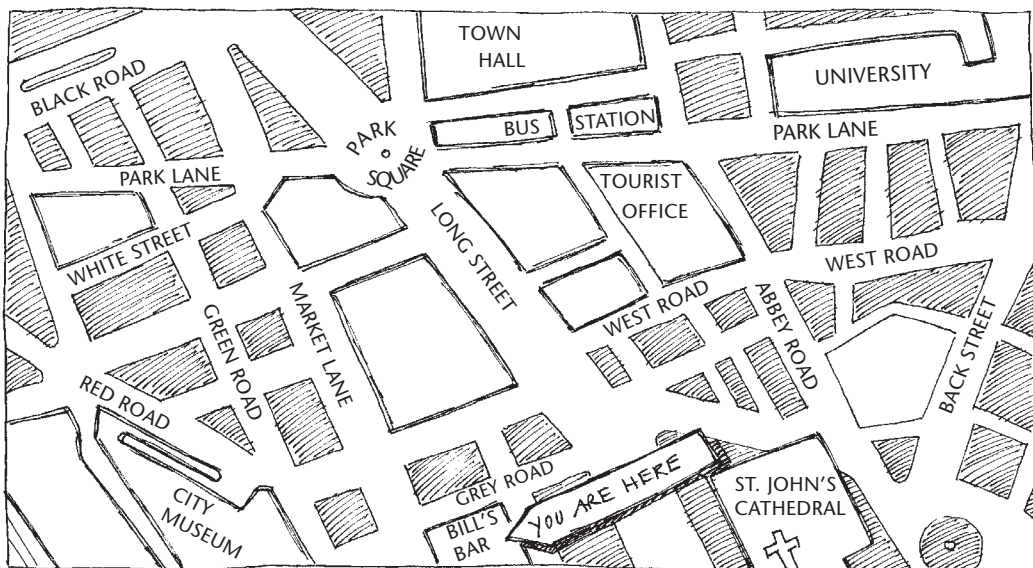 TOWN
HALL
UNIVERSITY
BLACK ROAD
BUS STATION
PARK LANE
PARK
SQUARE
PARK LANE
TOURIST
OFFICE
LONG STREET
WHITE STREET
WEST ROAD
WEST ROAD
GREEN ROAD
MARKET LANE
ABBEY ROAD
BACK STREET
RED ROAD
GREY ROAD
YOU ARE HERE
CITY
MUSEUM
BILL'S
BAR
ST. JOHN'S
CATHEDRAL